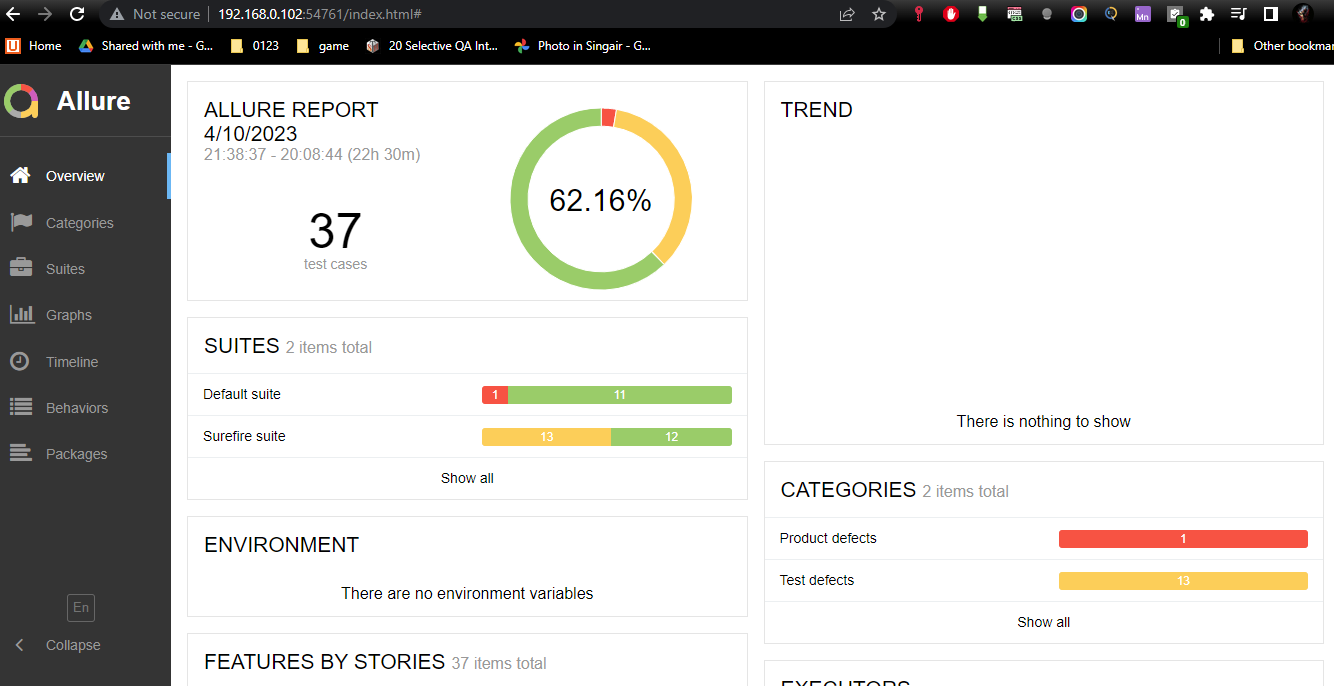 Not secure | 192.168.0.102:54761/index.html#
0
Home Shared with me - G... 0123 game 20 Selective QA Int... Photo in Singair - G... Other bookmar
Allure
Overview
Categories
Suites
Graphs
Timeline
Behaviors
Packages
En
Collapse
ALLURE REPORT
4/10/2023
21:38:37 - 20:08:44 (22h 30m)
37
test cases
62.16%
SUITES 2 items total
Default suite 1 11
Surefire suite 13 12
Show all
ENVIRONMENT
There are no environment variables
FEATURES BY STORIES 37 items total
TREND
There is nothing to show
CATEGORIES 2 items total
Product defects 1
Test defects 13
Show all
EXECUTORS